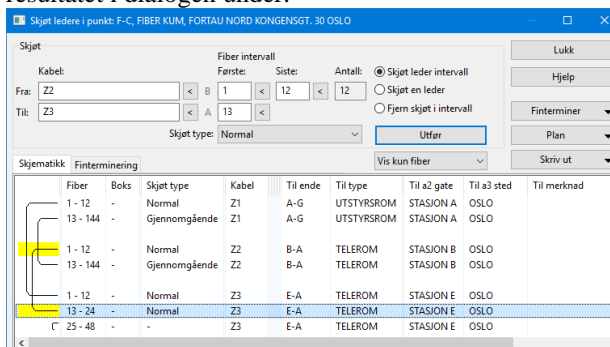 resultatet i dialogen under.
Skjøt ledere i punkt: F-C, FIBER KUM, FORTAU NORD KONGENSGT. 30 OSLO
Skjøt
Fiber intervall
Kabel: Første: Siste: Antall:
Fra: Z2 < B 1 < 12 < 12
Til: Z3 < A 13 <
Skjøt type: Normal
Skjøt leder intervall
Skjøt en leder
Fjern skjøt i intervall
Utfør
Vis kun fiber
Lukk
Hjelp
Finterminer
Plan
Skriv ut
Skjematikk Finterminering
Fiber Boks Skjøt type Kabel Til ende Til type Til a2 gate Til a3 sted Til merknad
1 - 12 - Normal Z1 A-G UTSTYRSROM STASJON A OSLO
13 - 144 - Gjennomgående Z1 A-G UTSTYRSROM STASJON A OSLO
1 - 12 - Normal Z2 B-A TELEROM STASJON B OSLO
13 - 144 - Gjennomgående Z2 B-A TELEROM STASJON B OSLO
1 - 12 - Normal Z3 E-A TELEROM STASJON E OSLO
13 - 24 - Normal Z3 E-A TELEROM STASJON E OSLO
25 - 48 - - Z3 E-A TELEROM STASJON E OSLO